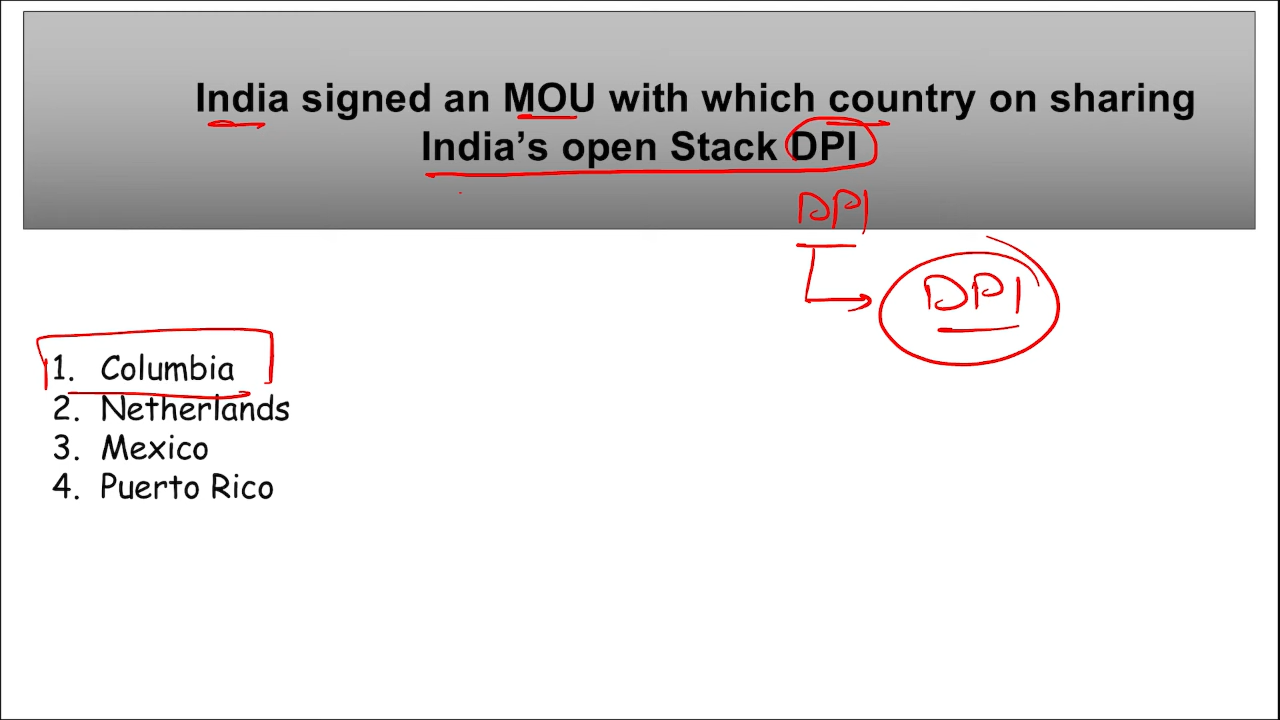 India signed an MOU with which country on sharing
India’s open Stack DPI
DPI
DPI
1. Columbia
2. Netherlands
3. Mexico
4. Puerto Rico